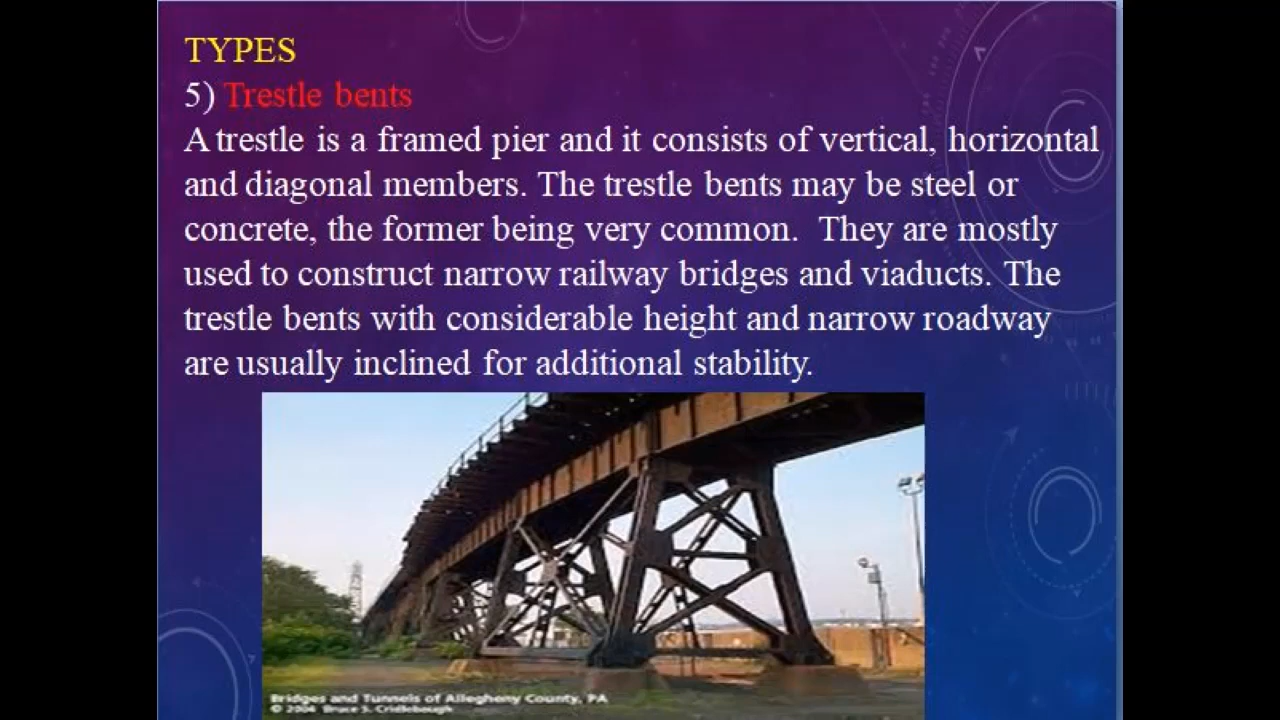 TYPES
5) Trestle bents
A trestle is a framed pier and it consists of vertical, horizontal
and diagonal members. The trestle bents may be steel or
concrete, the former being very common. They are mostly
used to construct narrow railway bridges and viaducts. The
trestle bents with considerable height and narrow roadway
are usually inclined for additional stability.
Bridges and Tunnels of Allegheny County, PA
© 2004 Bruce S. Cridlebaugh